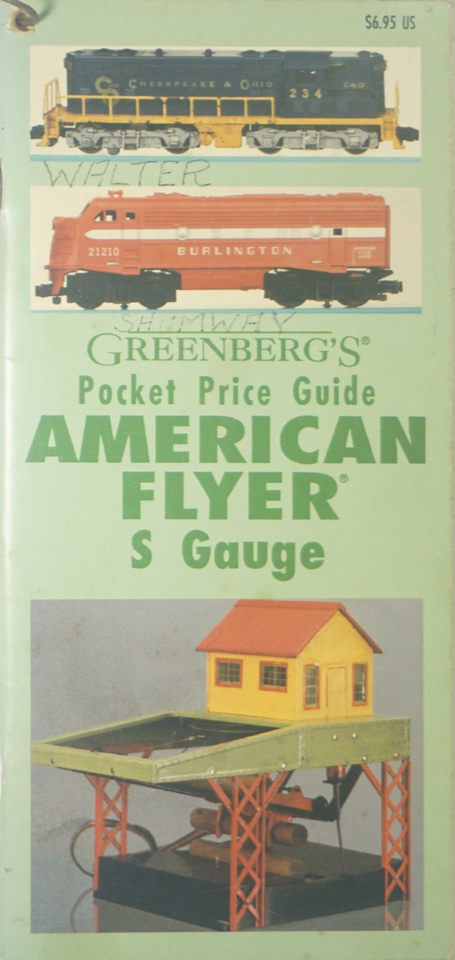 $6.95 US
CHESAPEAKE & OHIO
C&O
234
WALTER
21210 BURLINGTON
SHUMWAY
GREENBERG'S®
Pocket Price Guide
AMERICAN
FLYER®
S Gauge